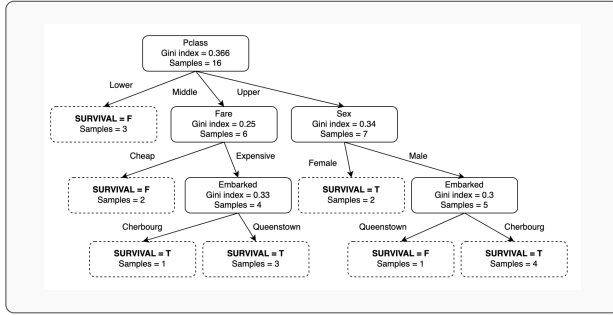 Pclass
Gini index = 0.366
Samples = 16
Lower
Middle
Upper
SURVIVAL = F
Samples = 3
Fare
Gini index = 0.25
Samples = 6
Sex
Gini index = 0.34
Samples = 7
Cheap
Expensive
Female
Male
SURVIVAL = F
Samples = 2
Embarked
Gini index = 0.33
Samples = 4
SURVIVAL = T
Samples = 2
Embarked
Gini index = 0.3
Samples = 5
Cherbourg
Queenstown
Queenstown
Cherbourg
SURVIVAL = T
Samples = 1
SURVIVAL = T
Samples = 3
SURVIVAL = F
Samples = 1
SURVIVAL = T
Samples = 4